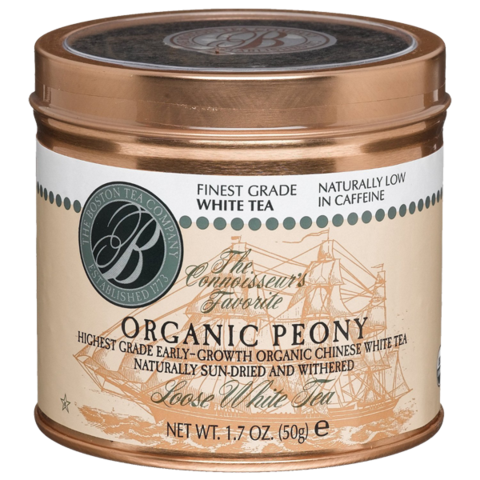 B
THE BOSTON TEA COMPANY
B
ESTABLISHED 1773
FINEST GRADE
WHITE TEA
NATURALLY LOW
IN CAFFEINE
The
Connoisseur's
Favorite
ORGANIC PEONY
HIGHEST GRADE EARLY-GROWTH ORGANIC CHINESE WHITE TEA
NATURALLY SUN-DRIED AND WITHERED
Loose White Tea
NET WT. 1.7 OZ. (50g) e